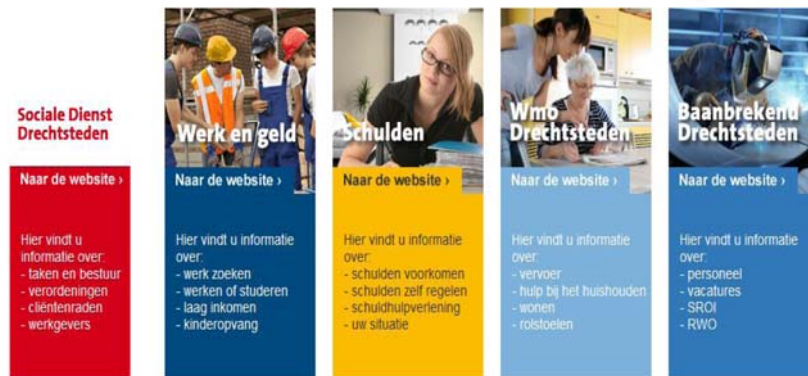 Sociale Dienst
Drechtsteden
Naar de website ›
Hier vindt u
informatie over:
- taken en bestuur
- verordeningen
- cliëntenraden
- werkgevers
Werk en geld
Naar de website ›
Hier vindt u informatie
over:
- werk zoeken
- werken of studeren
- laag inkomen
- kinderopvang
Schulden
Naar de website ›
Hier vindt u informatie
over:
- schulden voorkomen
- schulden zelf regelen
- schuldhulpverlening
- uw situatie
Wmo
Drechtsteden
Naar de website ›
Hier vindt u informatie
over:
- vervoer
- hulp bij het huishouden
- wonen
- rolstoelen
Baanbrekend
Drechtsteden
Naar de website ›
Hier vindt u informatie
over:
- personeel
- vacatures
- SROI
- RWO